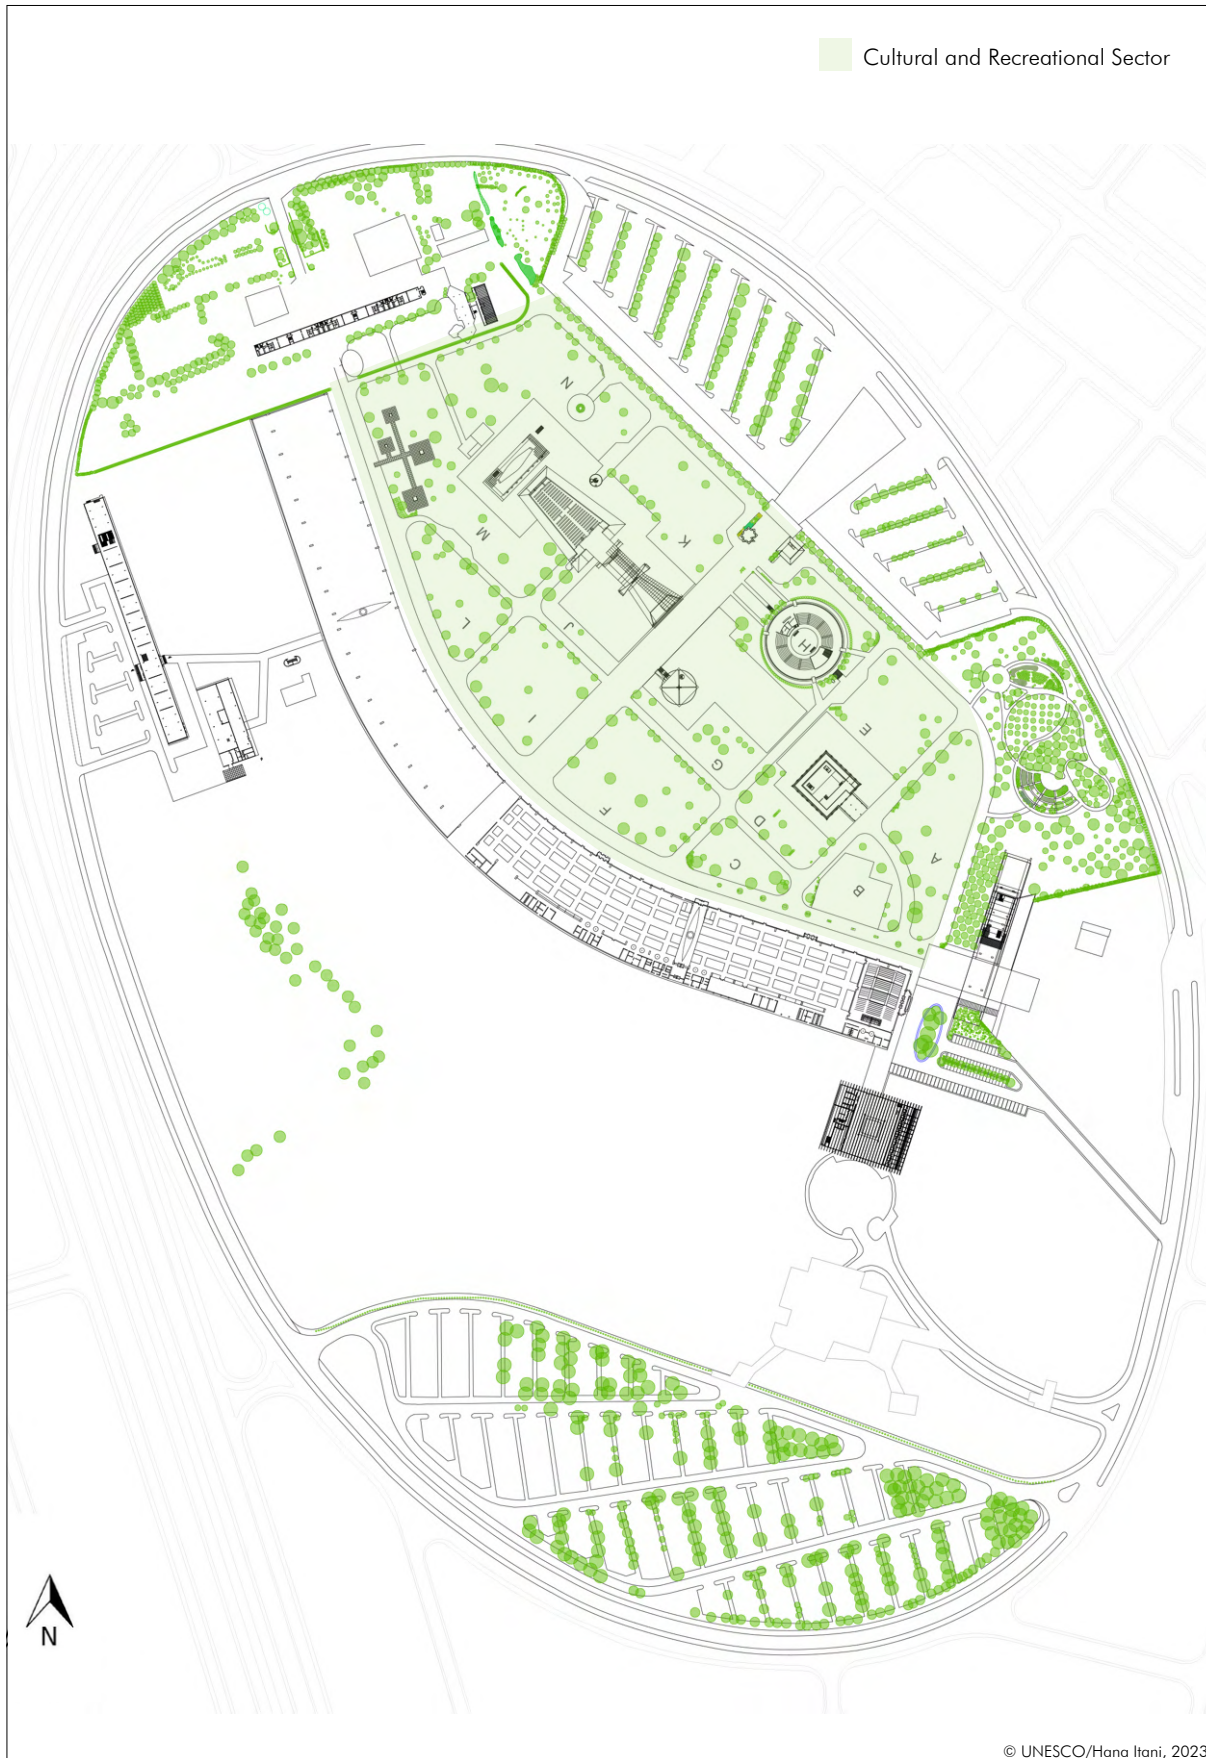 Cultural and Recreational Sector
N
K
M
H
L
J
E
I
G
F
D
C
A
B
N
© UNESCO/Hana Itani, 2023